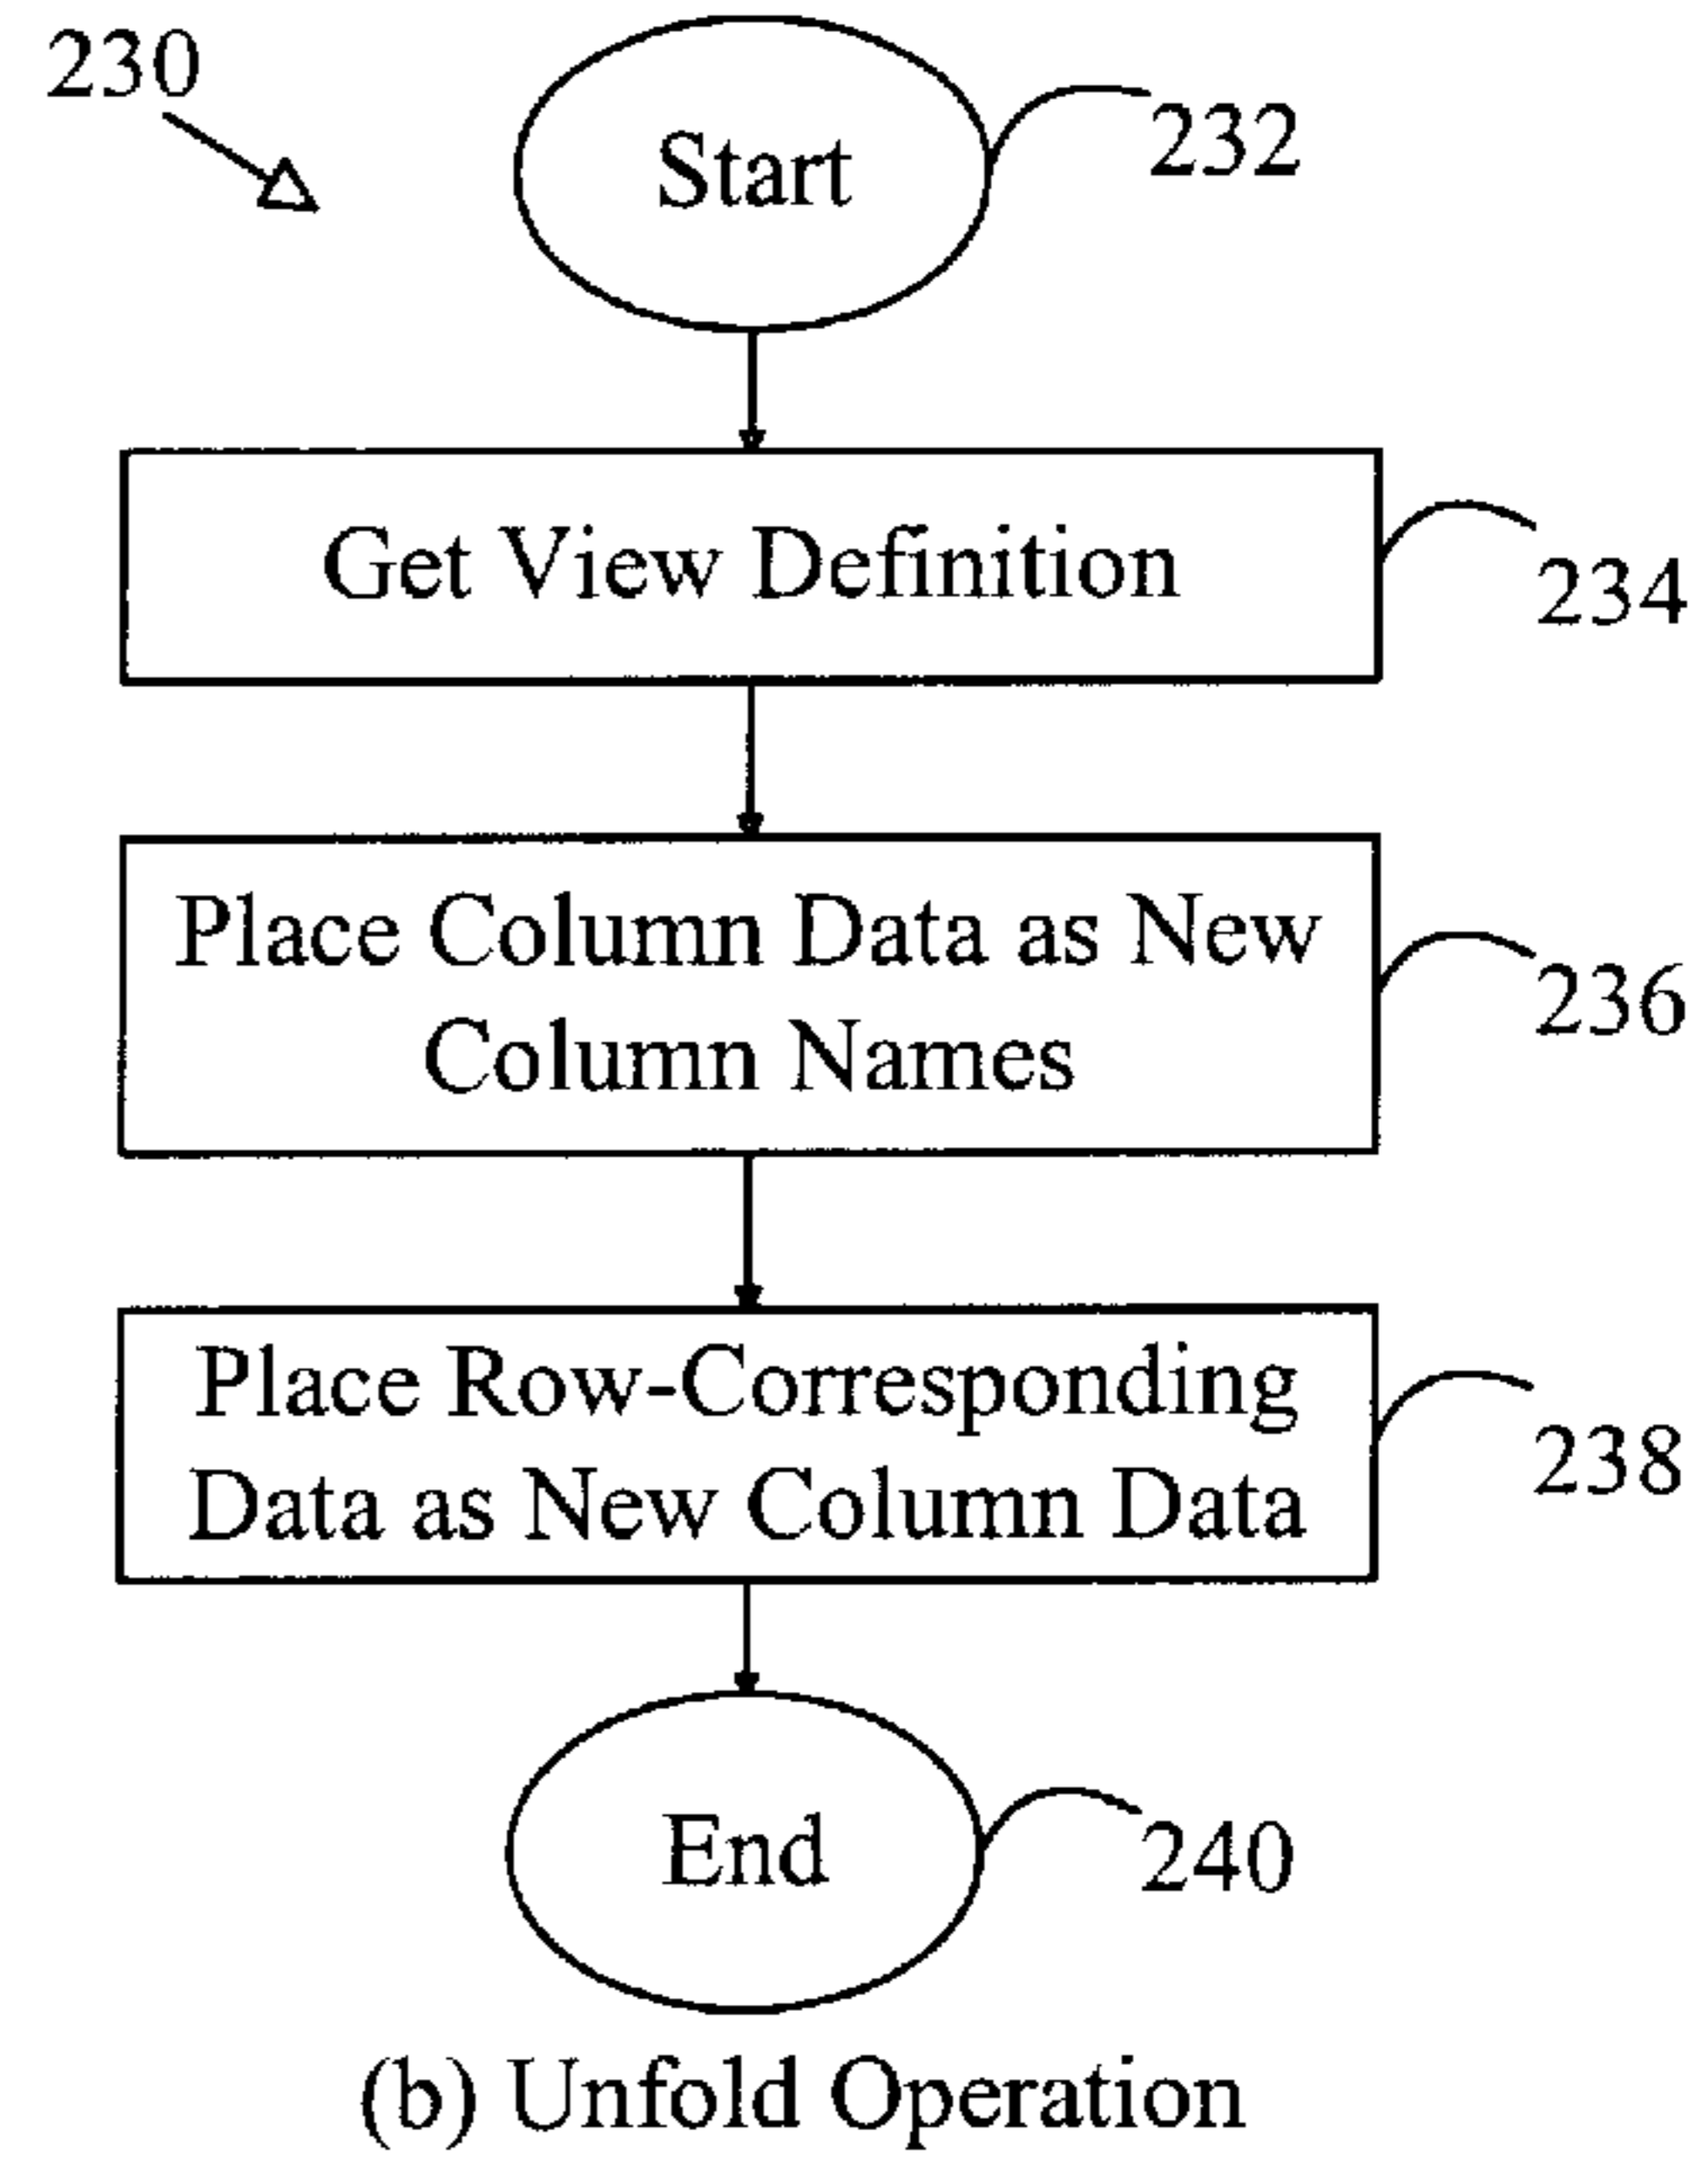 230
Start
232
Get View Definition
234
Place Column Data as New
Column Names
236
Place Row-Corresponding
Data as New Column Data
238
End
240
(b) Unfold Operation